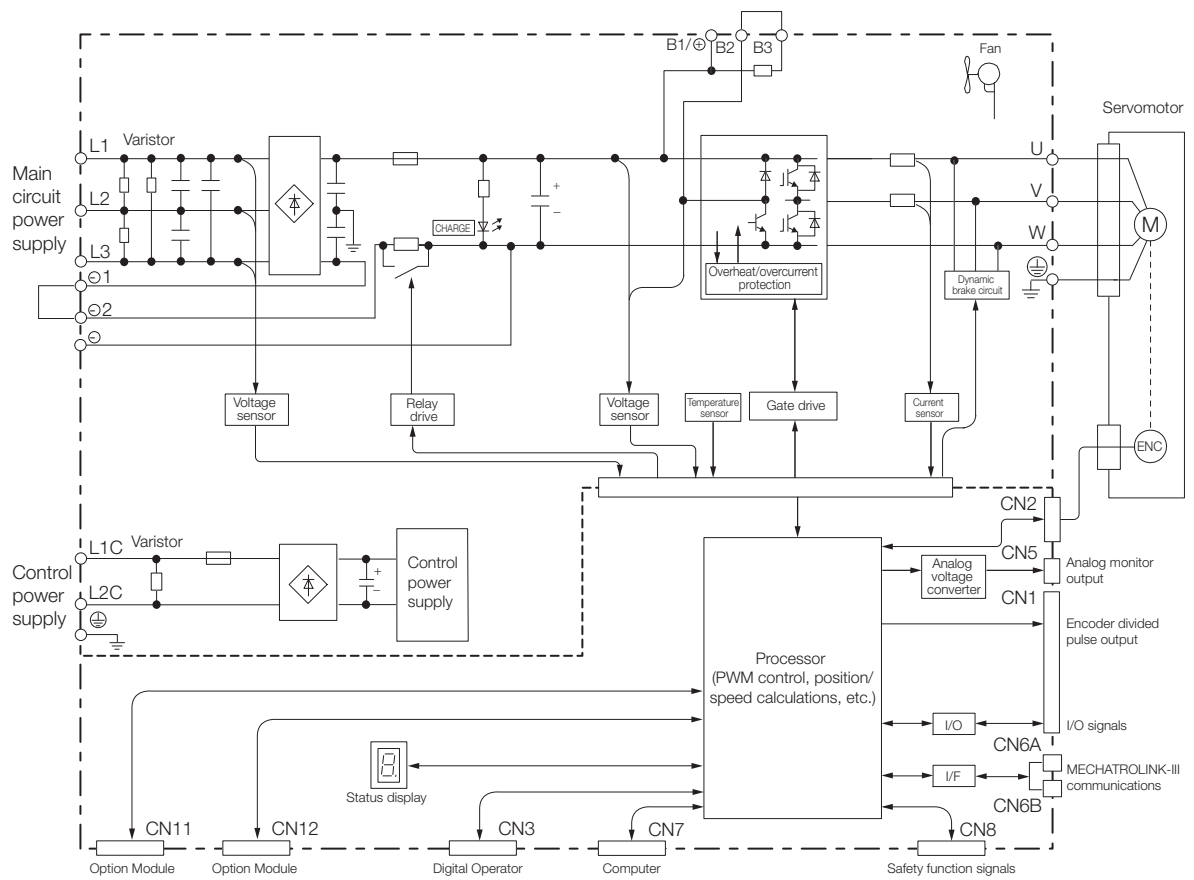 B1/⊕
B2
B3
Fan
Servomotor
Main
circuit
power
supply
L1
Varistor
L2
L3
⊖1
⊖2
⊖
CHARGE
+
−
Overheat/overcurrent
protection
U
V
W
M
Dynamic
brake circuit
Voltage
sensor
Relay
drive
Voltage
sensor
Temperature
sensor
Gate drive
Current
sensor
ENC
Control
power
supply
L1C
Varistor
L2C
+
−
Control
power
supply
CN2
CN5
Analog
voltage
converter
Analog monitor
output
CN1
Encoder divided
pulse output
Processor
(PWM control, position/
speed calculations, etc.)
I/O
I/O signals
CN6A
I/F
MECHATROLINK-III
communications
CN6B
8.
Status display
CN11
CN12
CN3
CN7
CN8
Option Module
Option Module
Digital Operator
Computer
Safety function signals